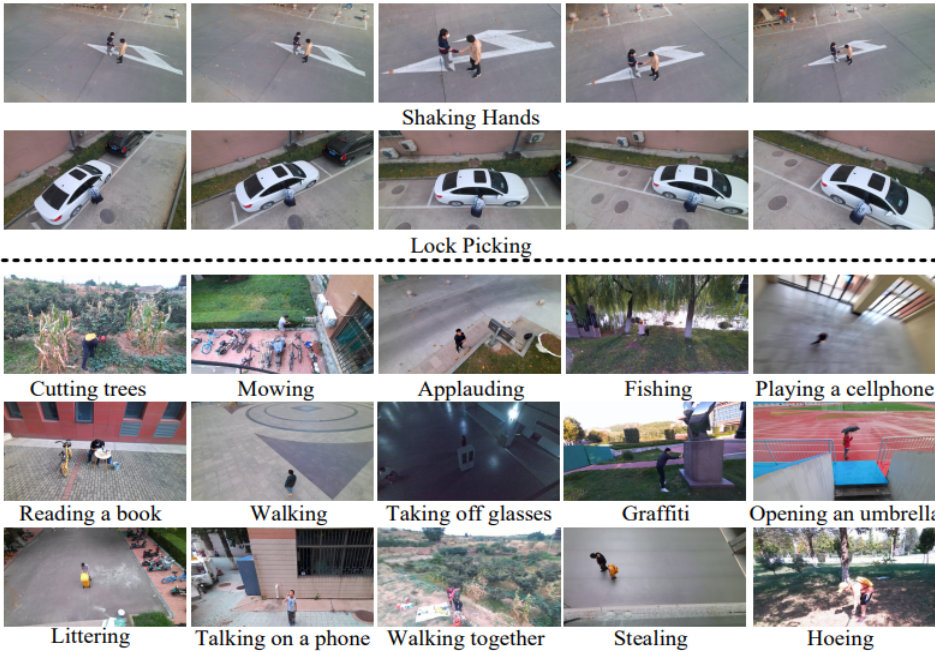 Shaking Hands
Lock Picking
Cutting trees Mowing Applauding Fishing Playing a cellphone
Reading a book Walking Taking off glasses Graffiti Opening an umbrella
Littering Talking on a phone Walking together Stealing Hoeing